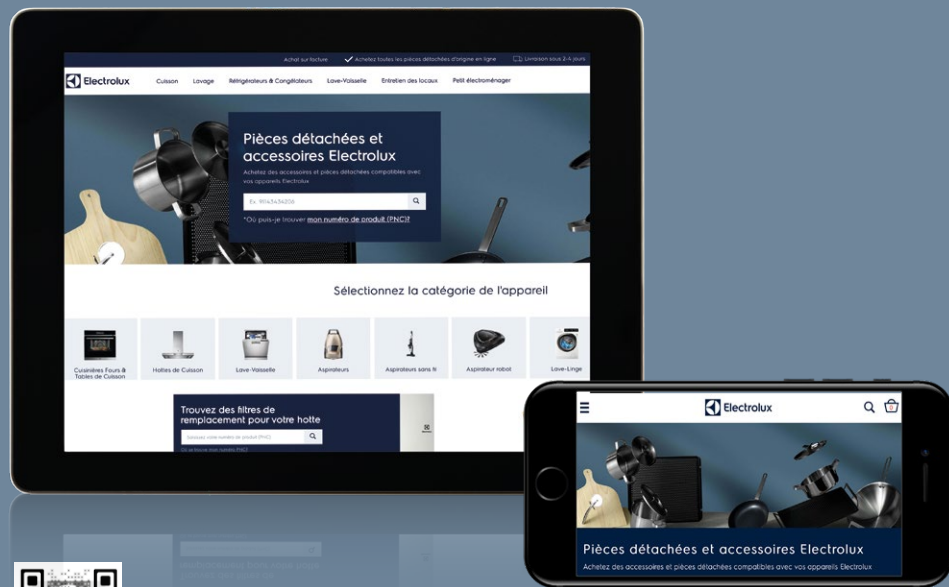 Achat sur facture
Achetez toutes les pièces détachées d'origine en ligne
Livraison sous 2-4 jours
Electrolux
Cuisson
Lavage
Réfrigérateurs & Congélateurs
Lave-Vaisselle
Entretien des locaux
Petit électroménager
Pièces détachées et
accessoires Electrolux
Achetez des accessoires et pièces détachées compatibles avec
vos appareils Electrolux
*Où puis-je trouver mon numéro de produit (PNC)?
Sélectionnez la catégorie de l'appareil
Cuisinières Fours &
Tables de Cuisson
Hottes de Cuisson
Lave-Vaisselle
Aspirateurs
Aspirateurs sans fil
Aspirateur robot
Lave-Linge
Trouvez des filtres de
remplacement pour votre hotte
Electrolux
0
Pièces détachées et accessoires Electrolux
Achetez des accessoires et pièces détachées compatibles avec vos appareils Electrolux